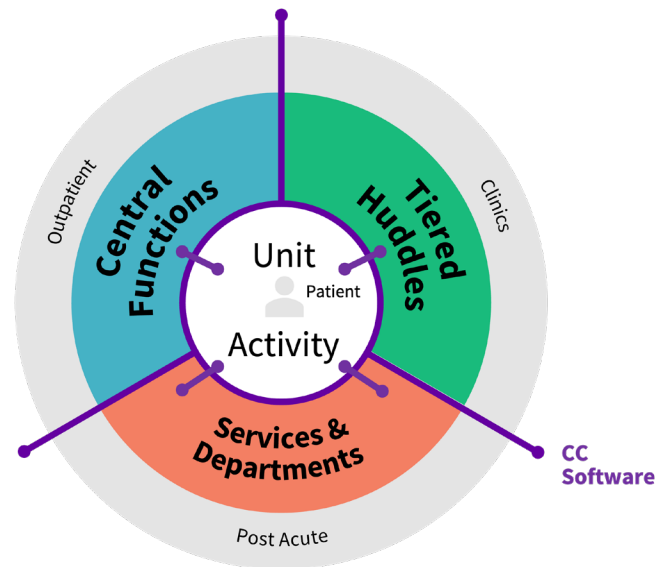 Outpatient
Central
Functions
Tiered
Huddles
Clinics
Unit
Patient
Activity
Services &
Departments
Post Acute
CC
Software